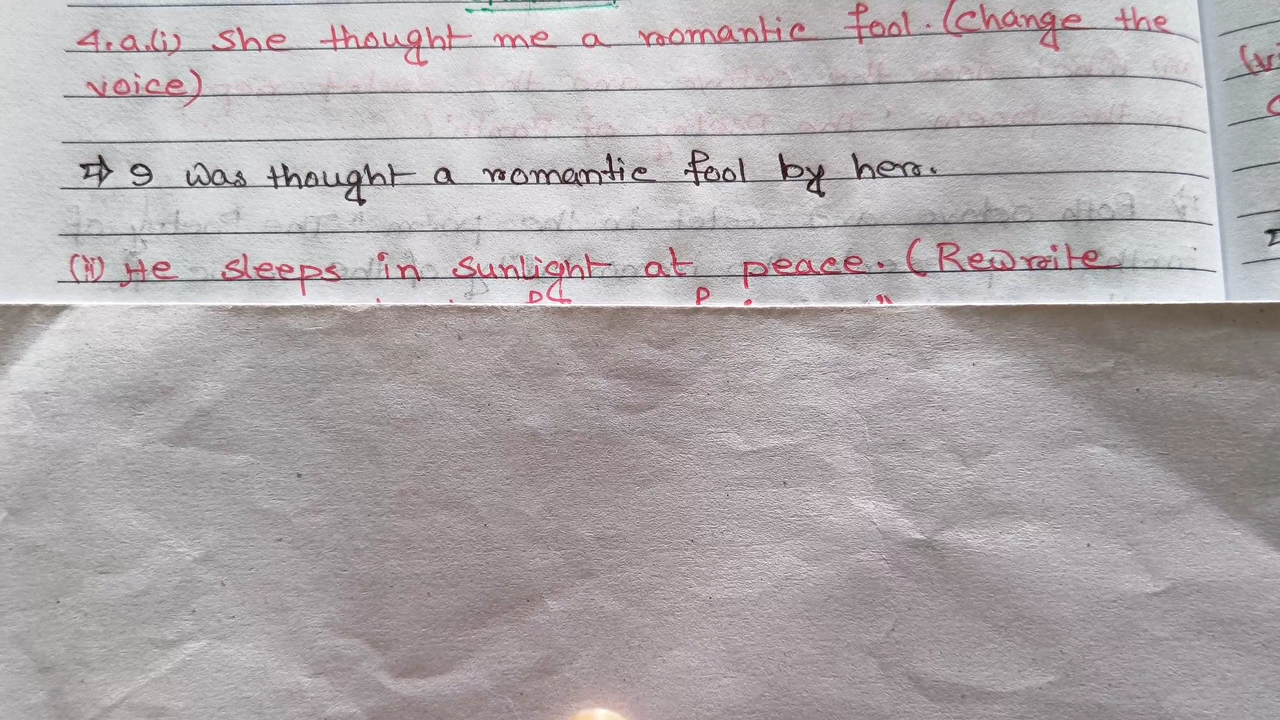 4.a.(i) She thought me a romantic fool. (Change the
voice)
⇒ I was thought a romantic fool by her.
(ii) He sleeps in sunlight at peace. (Rewrite